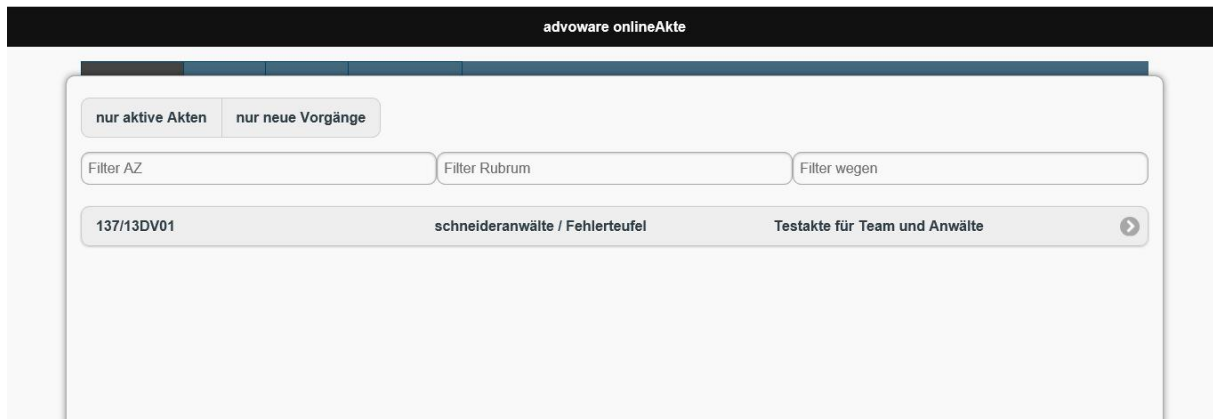 advoware onlineAkte
nur aktive Akten nur neue Vorgänge
Filter AZ Filter Rubrum Filter wegen
137/13DV01 schneideranwälte / Fehlerteufel Testakte für Team und Anwälte